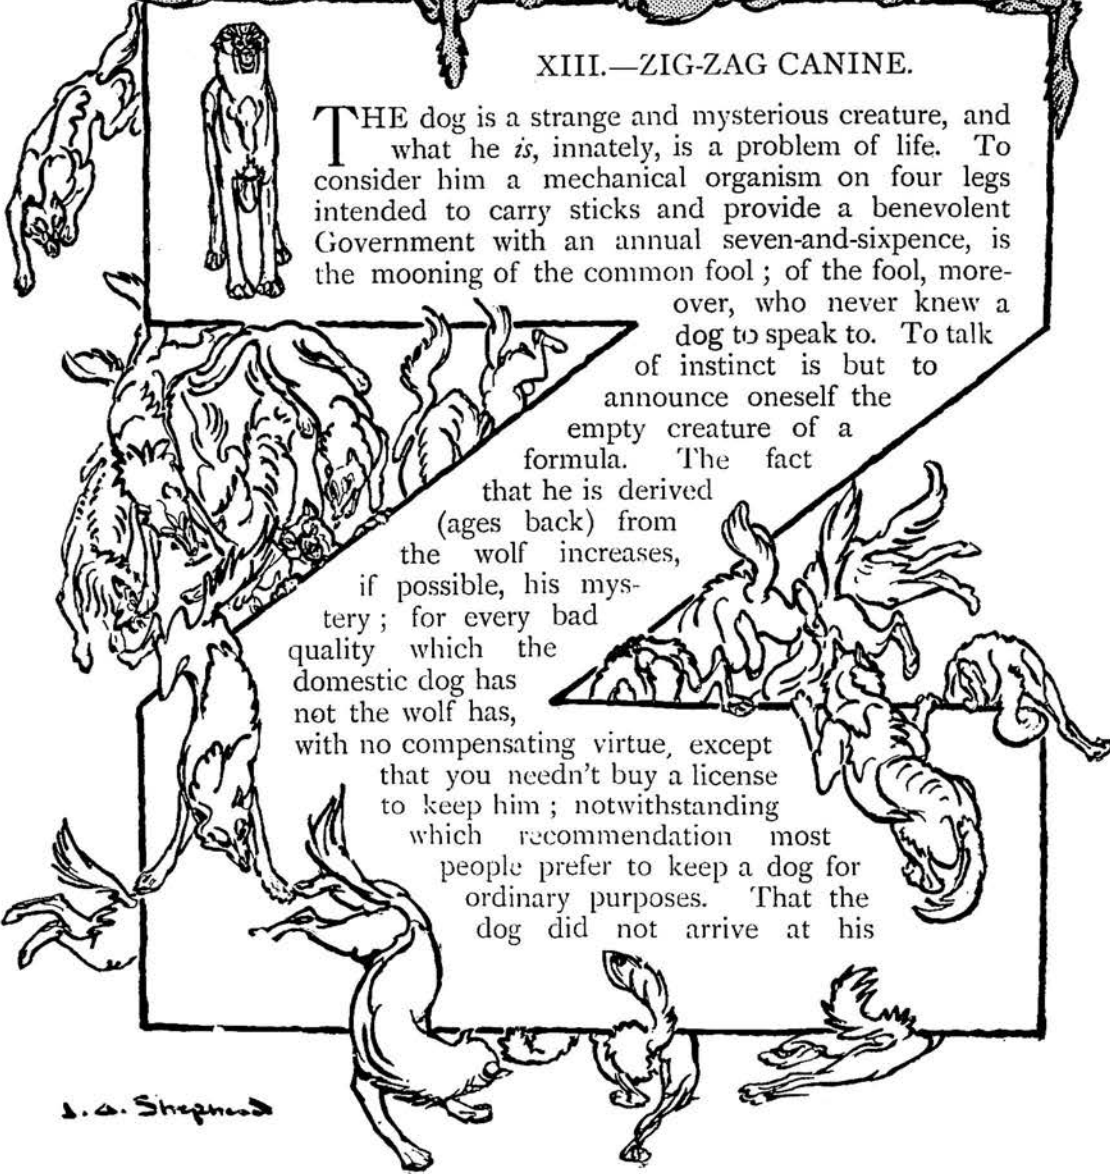 XIII.—ZIG-ZAG CANINE.
THE dog is a strange and mysterious creature, and
what he is, innately, is a problem of life. To
consider him a mechanical organism on four legs
intended to carry sticks and provide a benevolent
Government with an annual seven-and-sixpence, is
the mooning of the common fool; of the fool, more-
over, who never knew a
dog to speak to. To talk
of instinct is but to
announce oneself the
empty creature of a
formula. The fact
that he is derived
(ages back) from
the wolf increases,
if possible, his mys-
tery; for every bad
quality which the
domestic dog has
not the wolf has,
with no compensating virtue, except
that you needn't buy a license
to keep him; notwithstanding
which recommendation most
people prefer to keep a dog for
ordinary purposes. That the
dog did not arrive at his
J. A. Shepherd